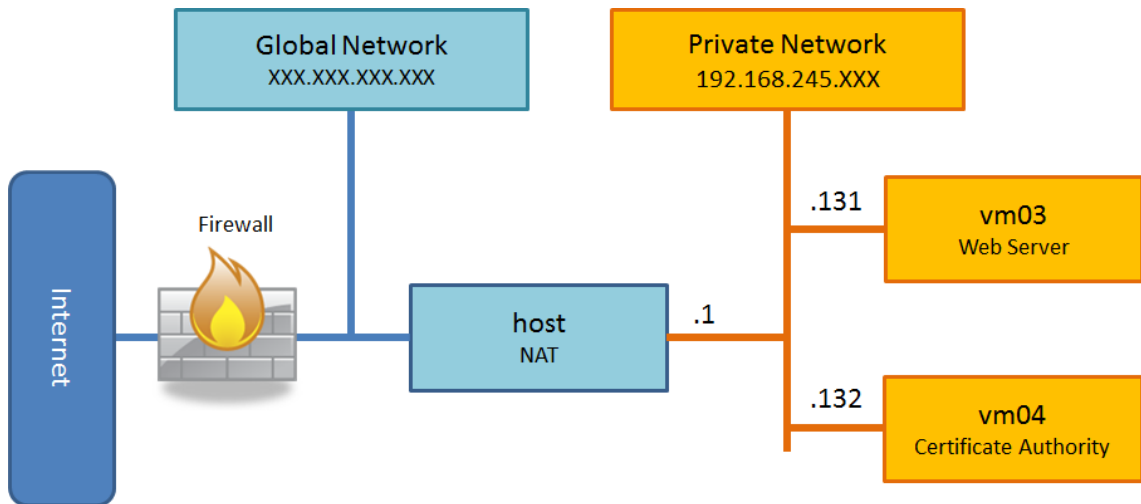 Global Network
XXX.XXX.XXX.XXX
Private Network
192.168.245.XXX
Internet
Firewall
host
NAT
.1
.131
vm03
Web Server
.132
vm04
Certificate Authority